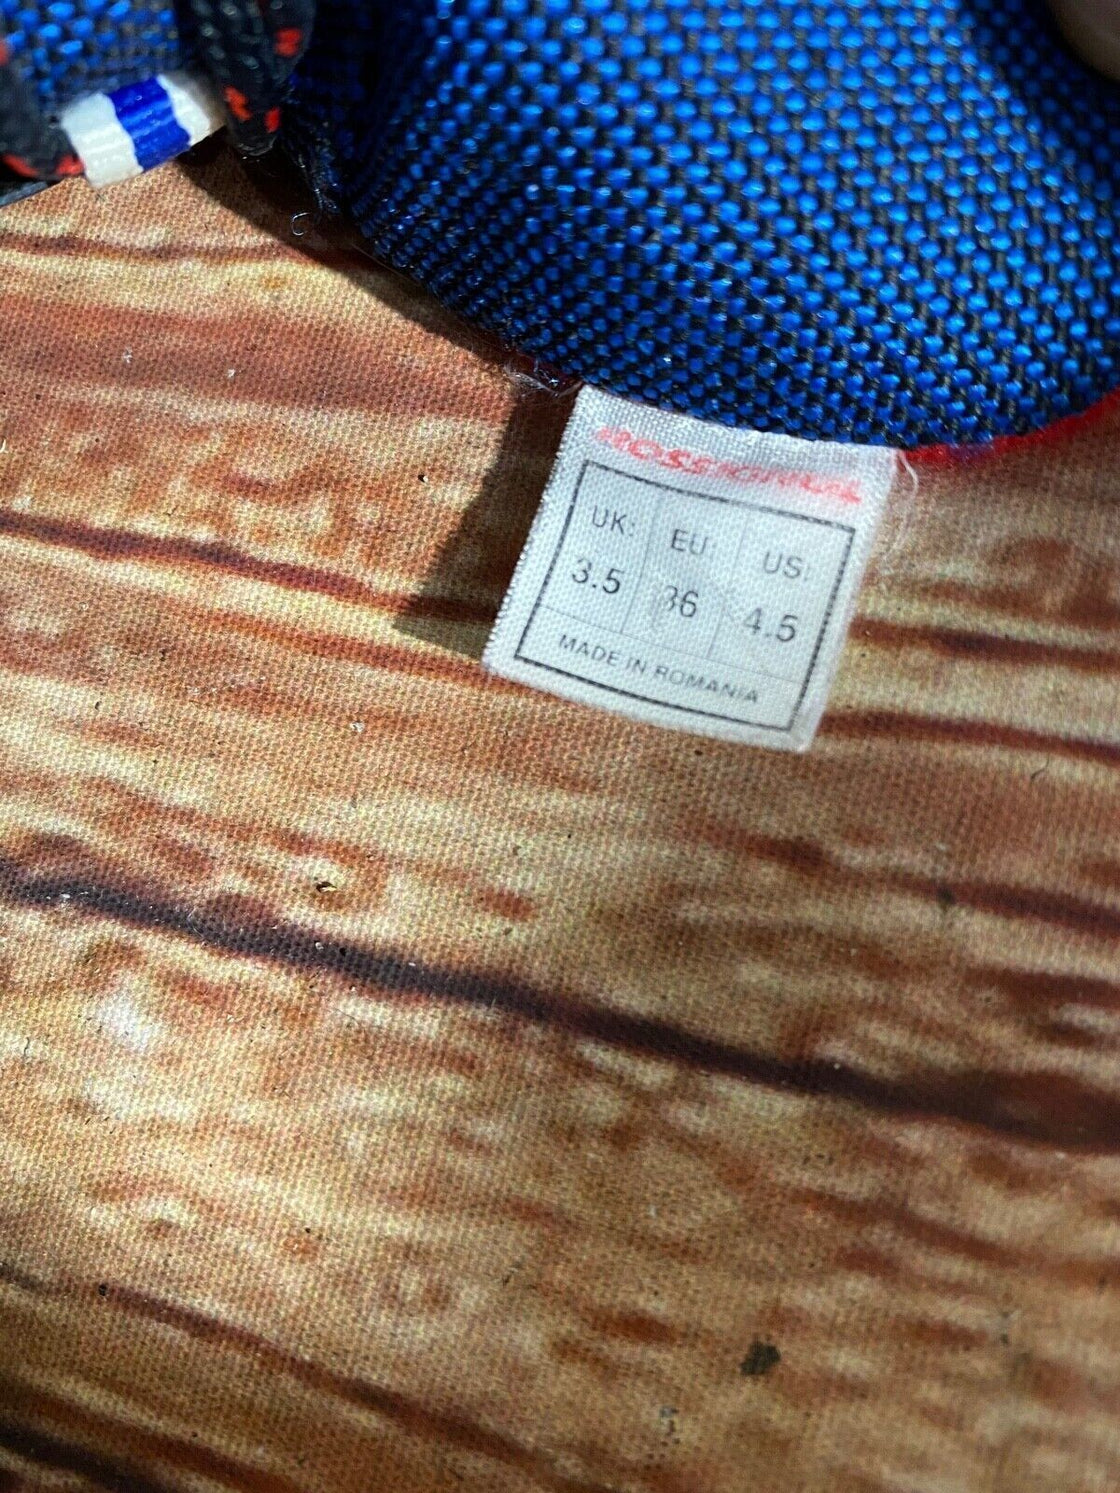 ROSSIGNOL
UK: EU: US:
3.5 36 4.5
MADE IN ROMANIA